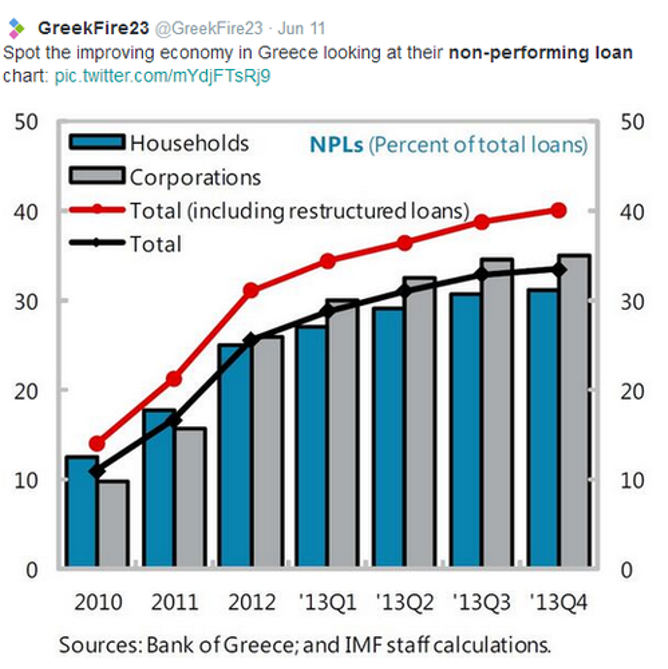 GreekFire23 @GreekFire23 · Jun 11
Spot the improving economy in Greece looking at their non-performing loan
chart: pic.twitter.com/mYdjFTsRj9
50 50
Households NPLs (Percent of total loans)
Corporations
40 Total (including restructured loans) 40
Total
30 30
20 20
10 10
0 0
2010 2011 2012 '13Q1 '13Q2 '13Q3 '13Q4
Sources: Bank of Greece; and IMF staff calculations.